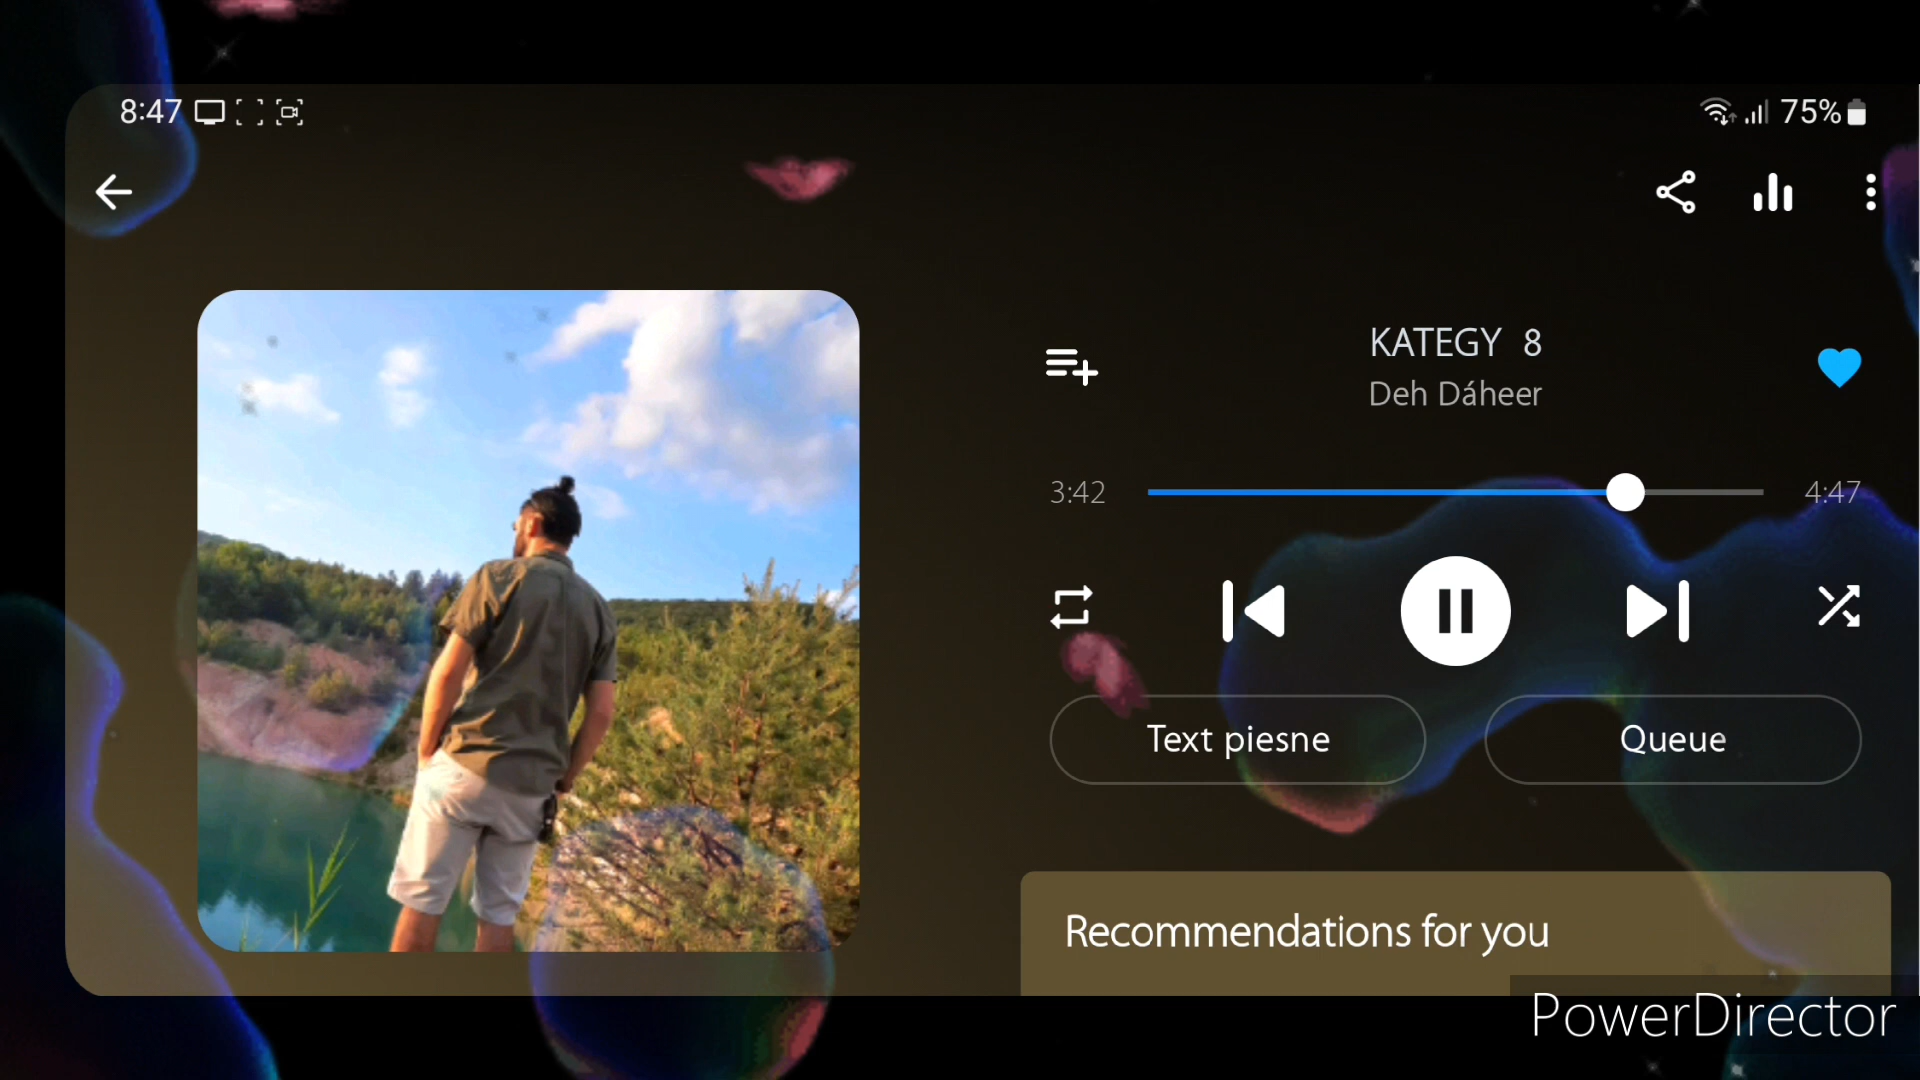 8:47
75%
KATEGY 8
Deh Dáheer
3:42
4:47
Text piesne
Queue
Recommendations for you
PowerDirector